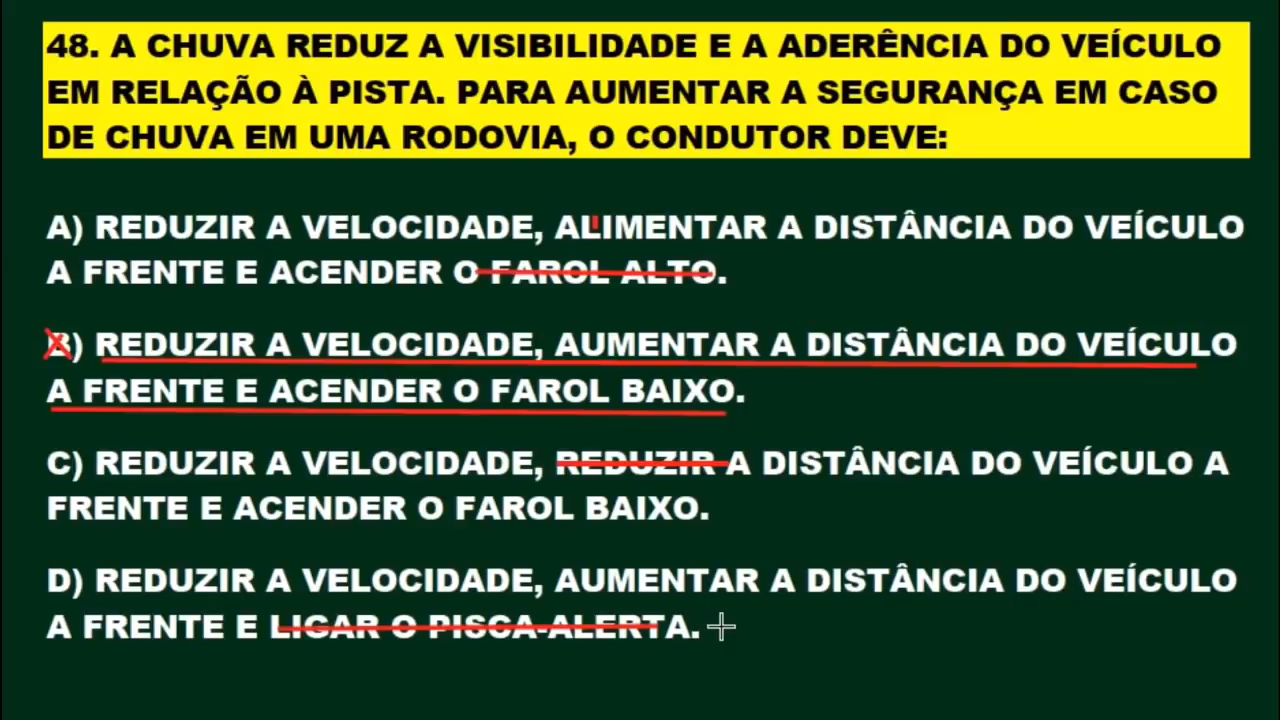 48. A CHUVA REDUZ A VISIBILIDADE E A ADERÊNCIA DO VEÍCULO
EM RELAÇÃO À PISTA. PARA AUMENTAR A SEGURANÇA EM CASO
DE CHUVA EM UMA RODOVIA, O CONDUTOR DEVE:
A) REDUZIR A VELOCIDADE, ALIMENTAR A DISTÂNCIA DO VEÍCULO
A FRENTE E ACENDER O FAROL ALTO.
B) REDUZIR A VELOCIDADE, AUMENTAR A DISTÂNCIA DO VEÍCULO
A FRENTE E ACENDER O FAROL BAIXO.
C) REDUZIR A VELOCIDADE, REDUZIR A DISTÂNCIA DO VEÍCULO A
FRENTE E ACENDER O FAROL BAIXO.
D) REDUZIR A VELOCIDADE, AUMENTAR A DISTÂNCIA DO VEÍCULO
A FRENTE E LIGAR O PISCA-ALERTA.